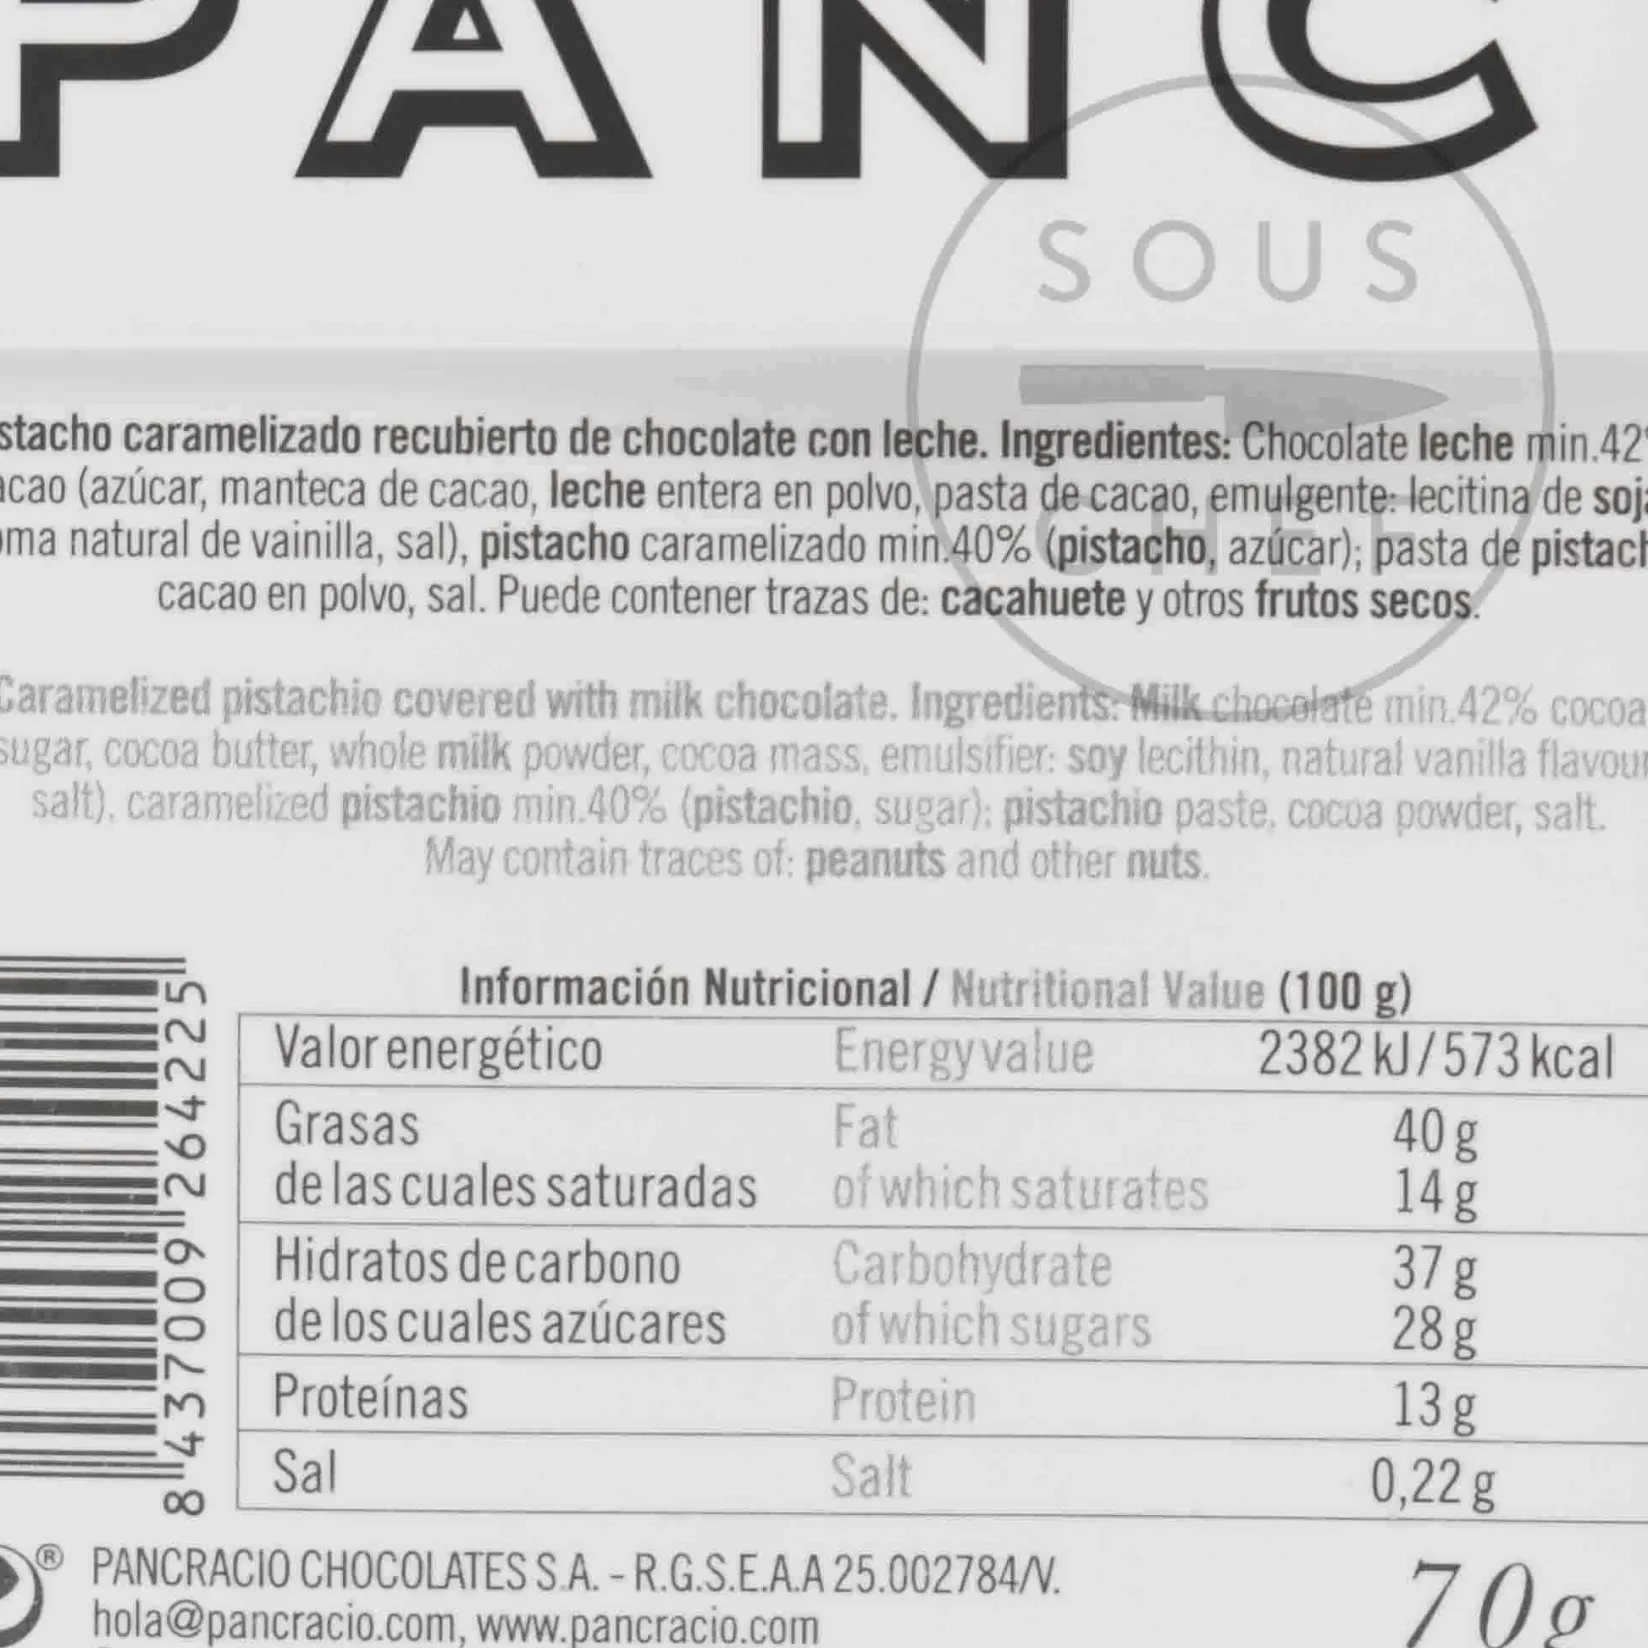 PANC
SOUS
CHEF
stacho caramelizado recubierto de chocolate con leche. Ingredientes: Chocolate leche min.42
acao (azúcar, manteca de cacao, leche entera en polvo, pasta de cacao, emulgente: lecitina de soj
oma natural de vainilla, sal), pistacho caramelizado min.40% (pistacho, azúcar); pasta de pistach
cacao en polvo, sal. Puede contener trazas de: cacahuete y otros frutos secos.
Caramelized pistachio covered with milk chocolate. Ingredients: Milk chocolate min.42% cocoa
sugar, cocoa butter, whole milk powder, cocoa mass, emulsifier: soy lecithin, natural vanilla flavour
salt), caramelized pistachio min.40% (pistachio, sugar); pistachio paste, cocoa powder, salt.
May contain traces of: peanuts and other nuts.
8 437009 264225
Información Nutricional / Nutritional Value (100 g)
Valor energético Energy value 2382 kJ / 573 kcal
Grasas Fat 40 g
de las cuales saturadas of which saturates 14 g
Hidratos de carbono Carbohydrate 37 g
de los cuales azúcares of which sugars 28 g
Proteínas Protein 13 g
Sal Salt 0,22 g
® PANCRACIO CHOCOLATES S.A. - R.G.S.E.A.A 25.002784/V.
hola@pancracio.com, www.pancracio.com
70g